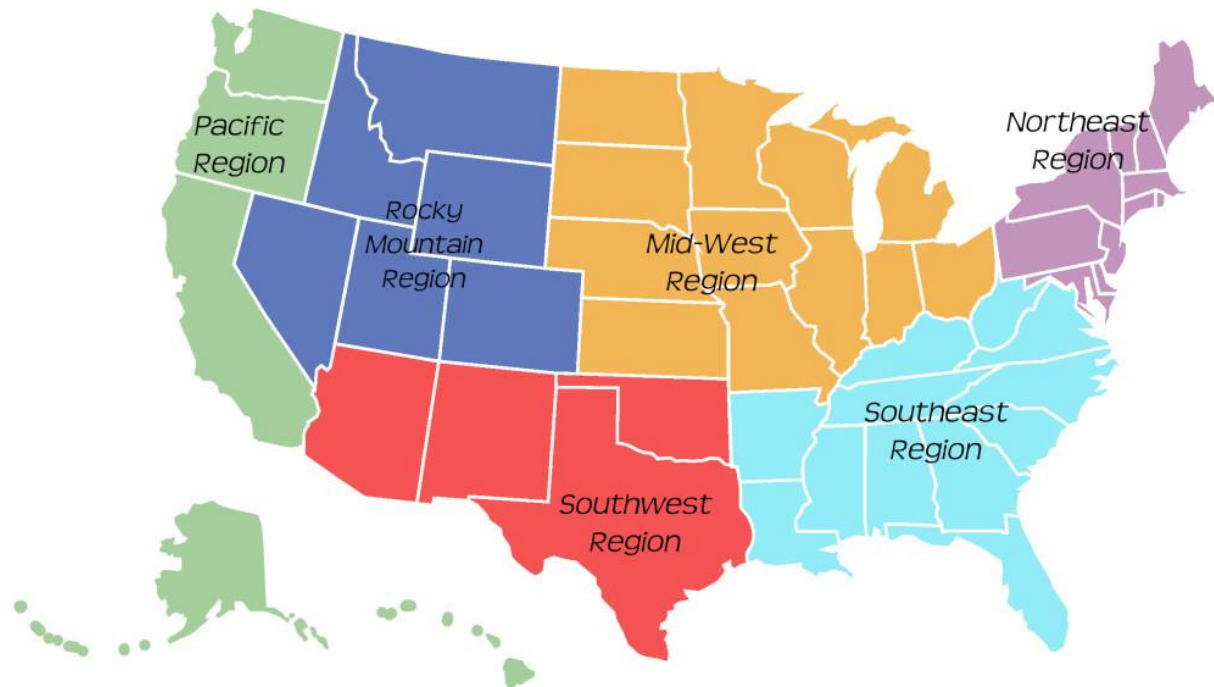 Pacific
Region
Rocky
Mountain
Region
Mid-West
Region
Northeast
Region
Southeast
Region
Southwest
Region